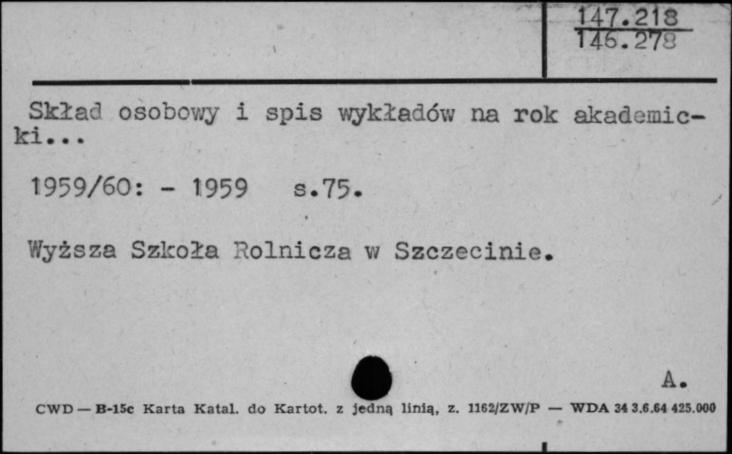 147.218
146.278
Skład osobowy i spis wykładów na rok akademic-
ki...
1959/60: - 1959 s.75.
Wyższa Szkoła Rolnicza w Szczecinie.
A.
CWD — B-15c Karta Katal. do Kartot. z jedną linią, z. 1162/ZW/P — WDA 34 3.6.64 425.000